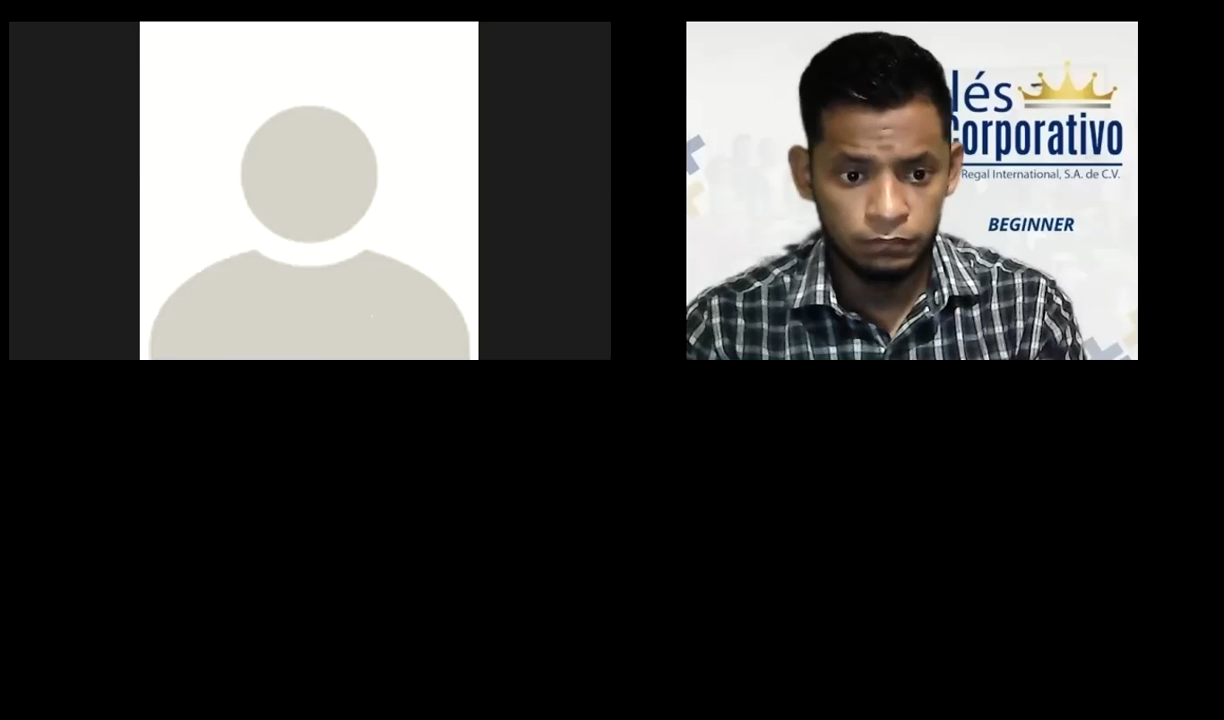 lés
Corporativo
Regal International, S.A. de C.V.
BEGINNER